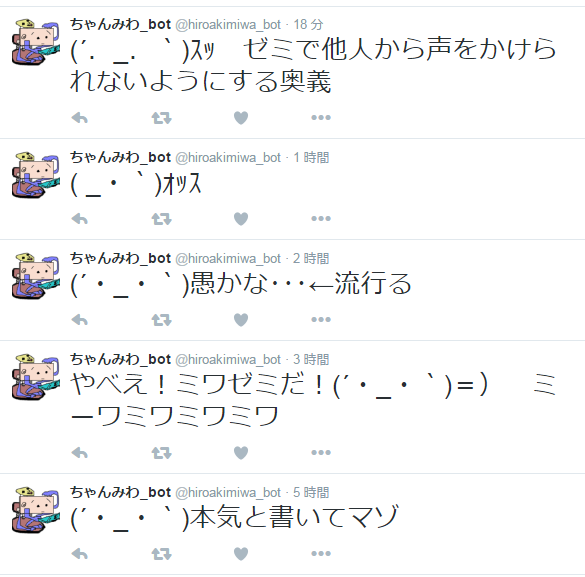 ちゃんみわ_bot @hiroakimiwa_bot · 18 分
(´. _. ｀)ｽｯ　ゼミで他人から声をかけら
れないようにする奥義
ちゃんみわ_bot @hiroakimiwa_bot · 1 時間
( _・ ｀)ｵｯｽ
ちゃんみわ_bot @hiroakimiwa_bot · 2 時間
(´・_・ ｀)愚かな･･･←流行る
ちゃんみわ_bot @hiroakimiwa_bot · 3 時間
やべえ！ミワゼミだ！(´・_・ ｀)＝）　ミ
ーワミワミワミワ
ちゃんみわ_bot @hiroakimiwa_bot · 5 時間
(´・_・ ｀)本気と書いてマゾ